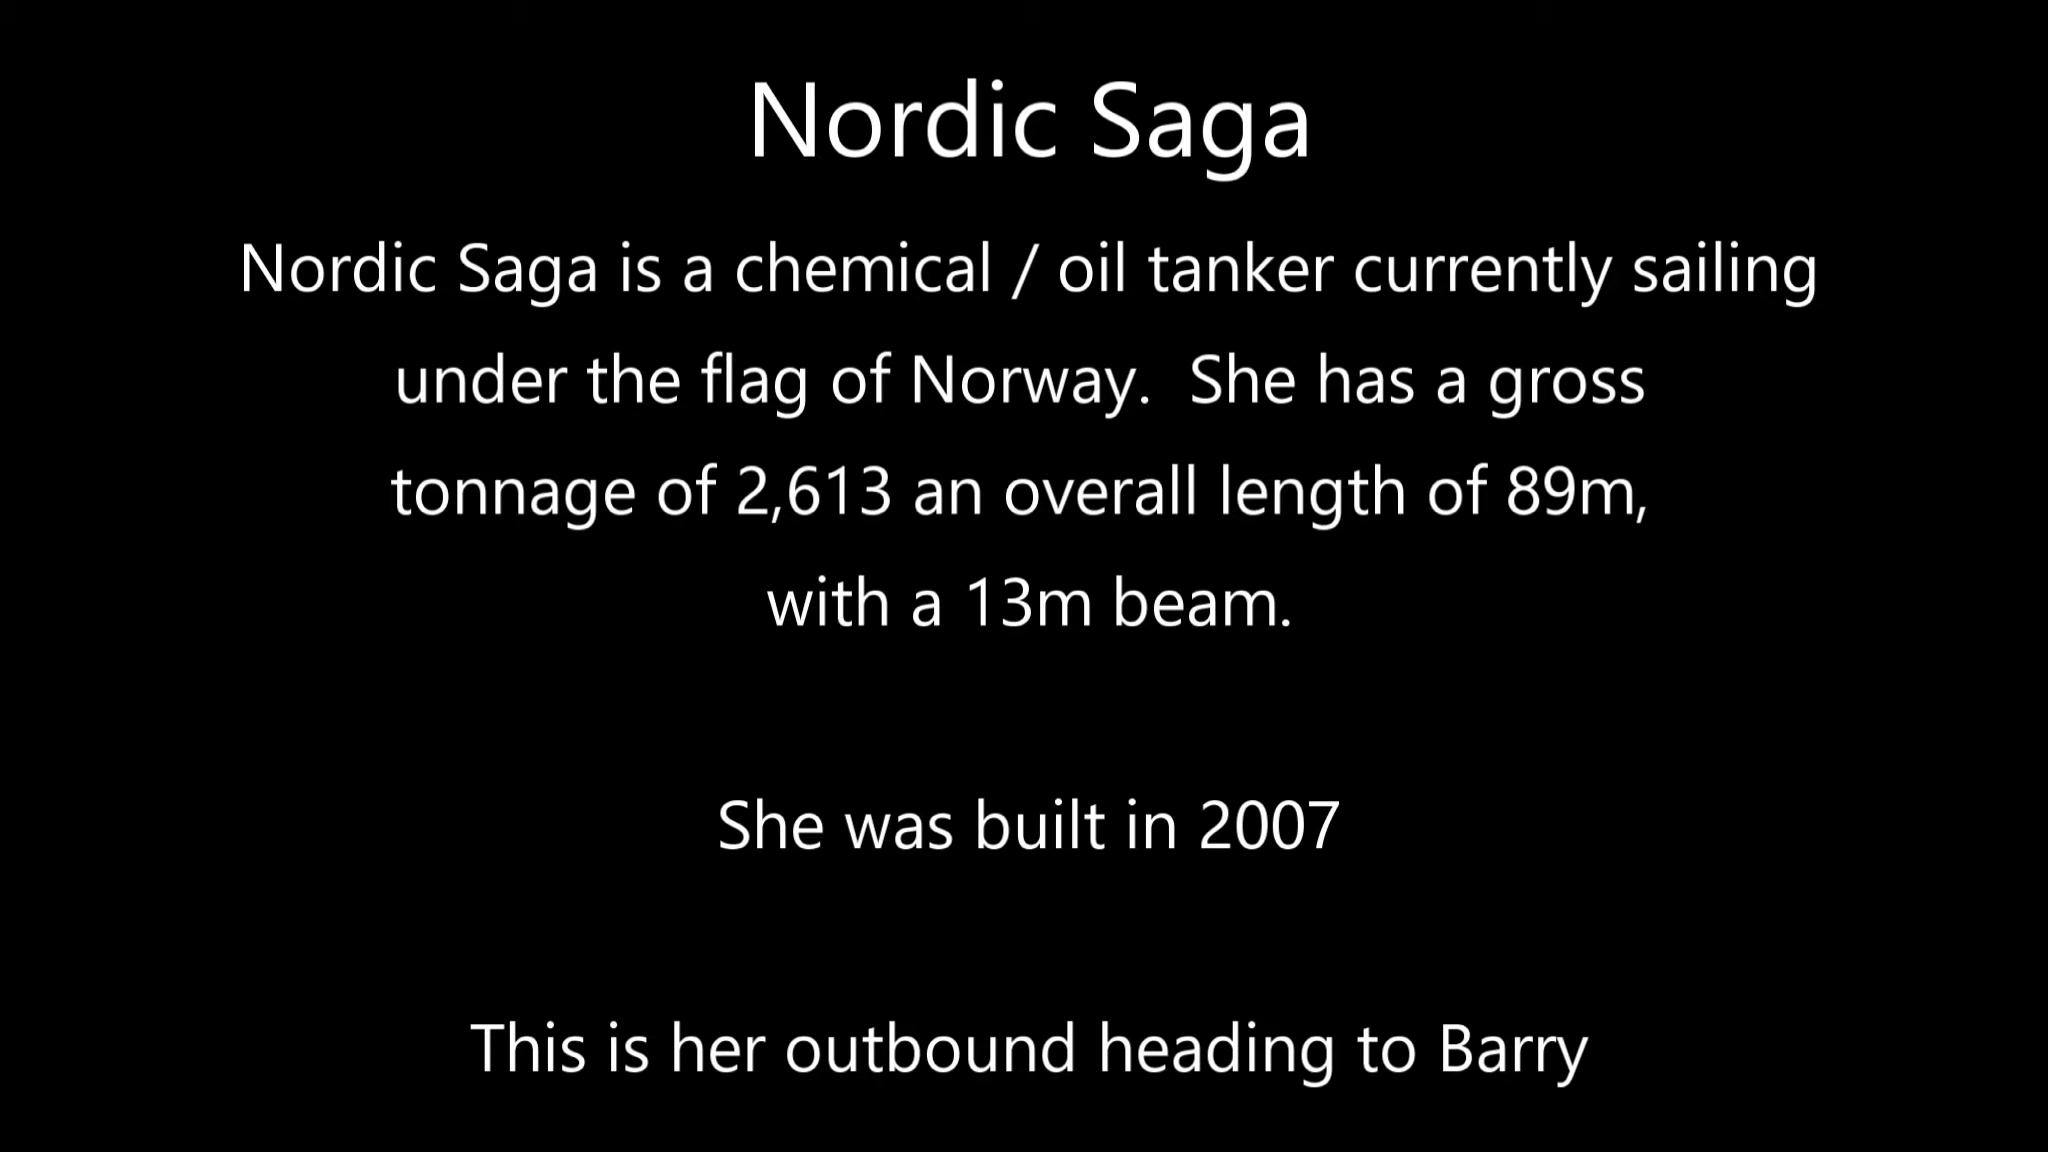 Nordic Saga
Nordic Saga is a chemical / oil tanker currently sailing
under the flag of Norway.  She has a gross
tonnage of 2,613 an overall length of 89m,
with a 13m beam.
She was built in 2007
This is her outbound heading to Barry